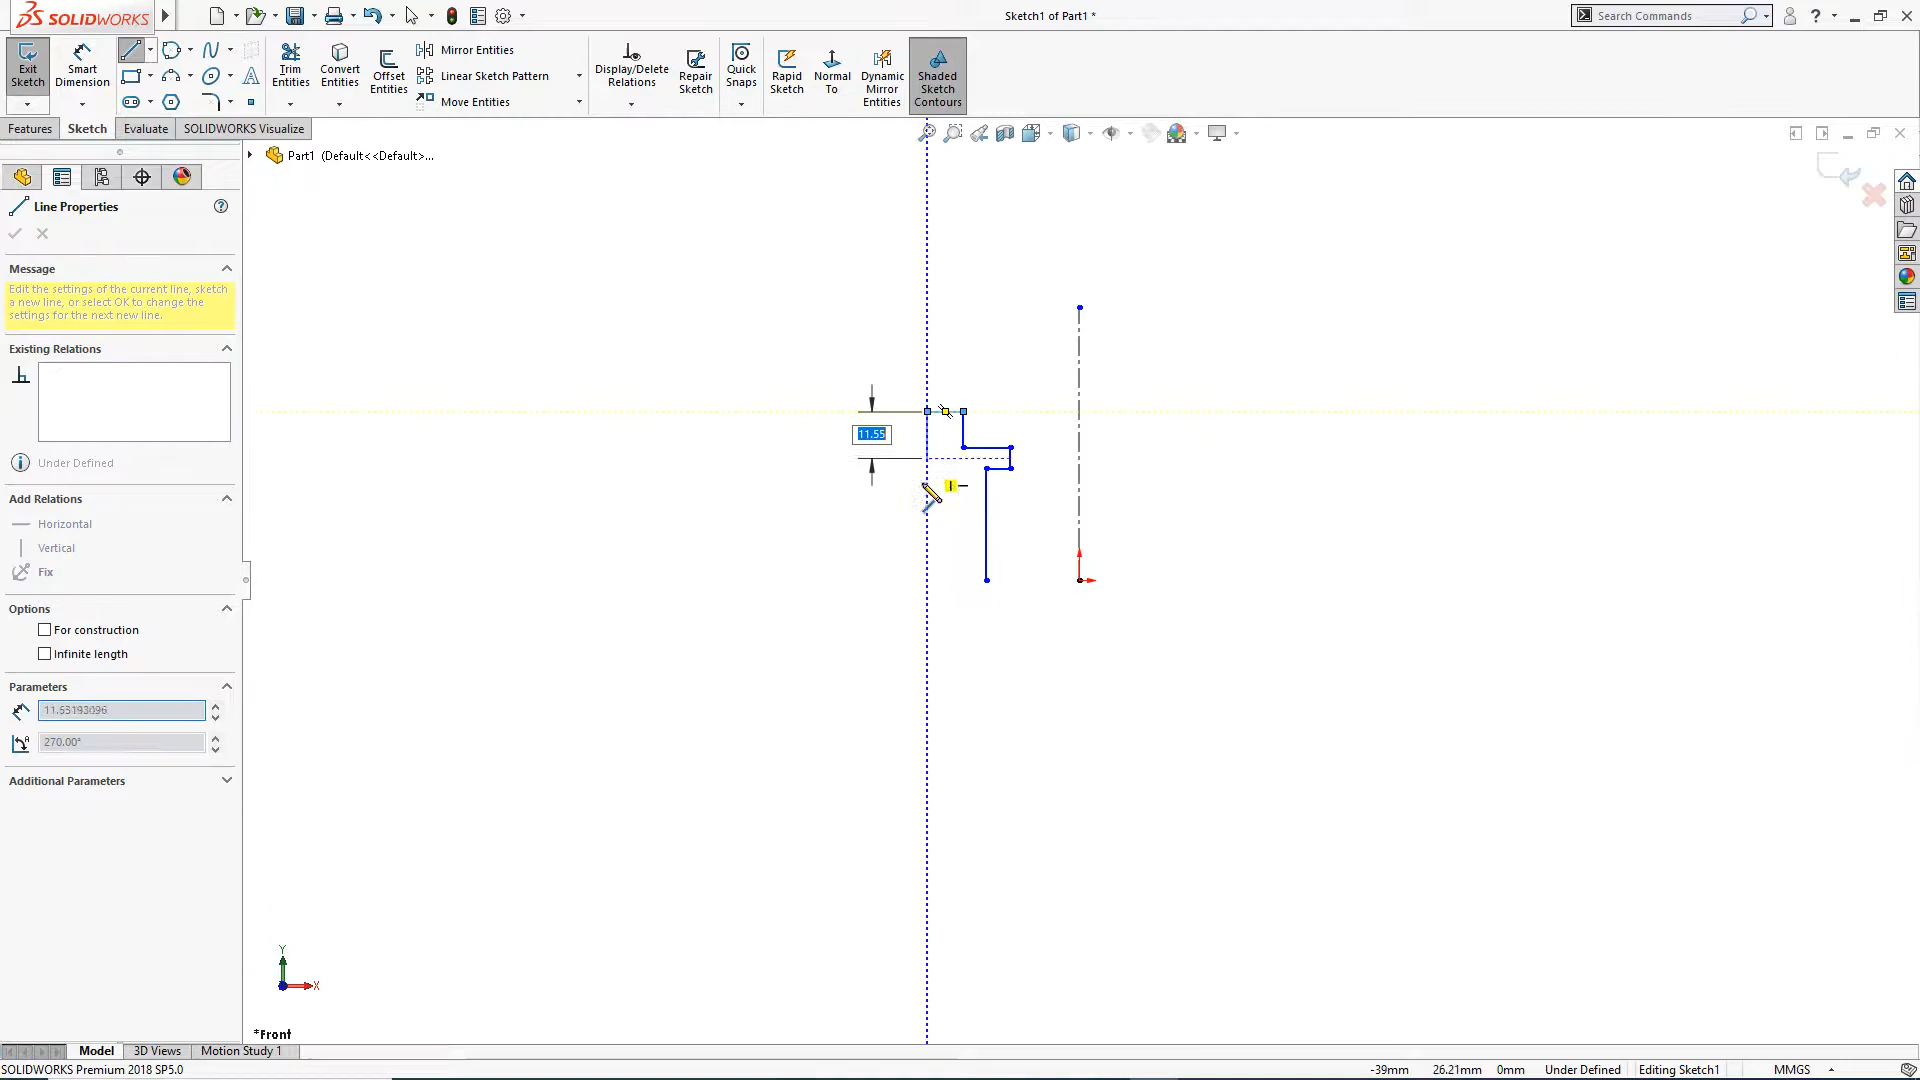 SOLIDWORKS
Sketch1 of Part1 *
Search Commands
Exit Sketch
Smart Dimension
Trim Entities
Convert Entities
Offset Entities
Mirror Entities
Linear Sketch Pattern
Move Entities
Display/Delete Relations
Repair Sketch
Quick Snaps
Rapid Sketch
Normal To
Dynamic Mirror Entities
Shaded Sketch Contours
Features
Sketch
Evaluate
SOLIDWORKS Visualize
Part1 (Default<<Default>...
Line Properties
Message
Edit the settings of the current line, sketch
a new line, or select OK to change the
settings for the next new line.
Existing Relations
Under Defined
Add Relations
Horizontal
Vertical
Fix
Options
For construction
Infinite length
Parameters
11.55193096
270.00°
Additional Parameters
11.55
Y
X
*Front
Model
3D Views
Motion Study 1
SOLIDWORKS Premium 2018 SP5.0
-39mm
26.21mm
0mm
Under Defined
Editing Sketch1
MMGS